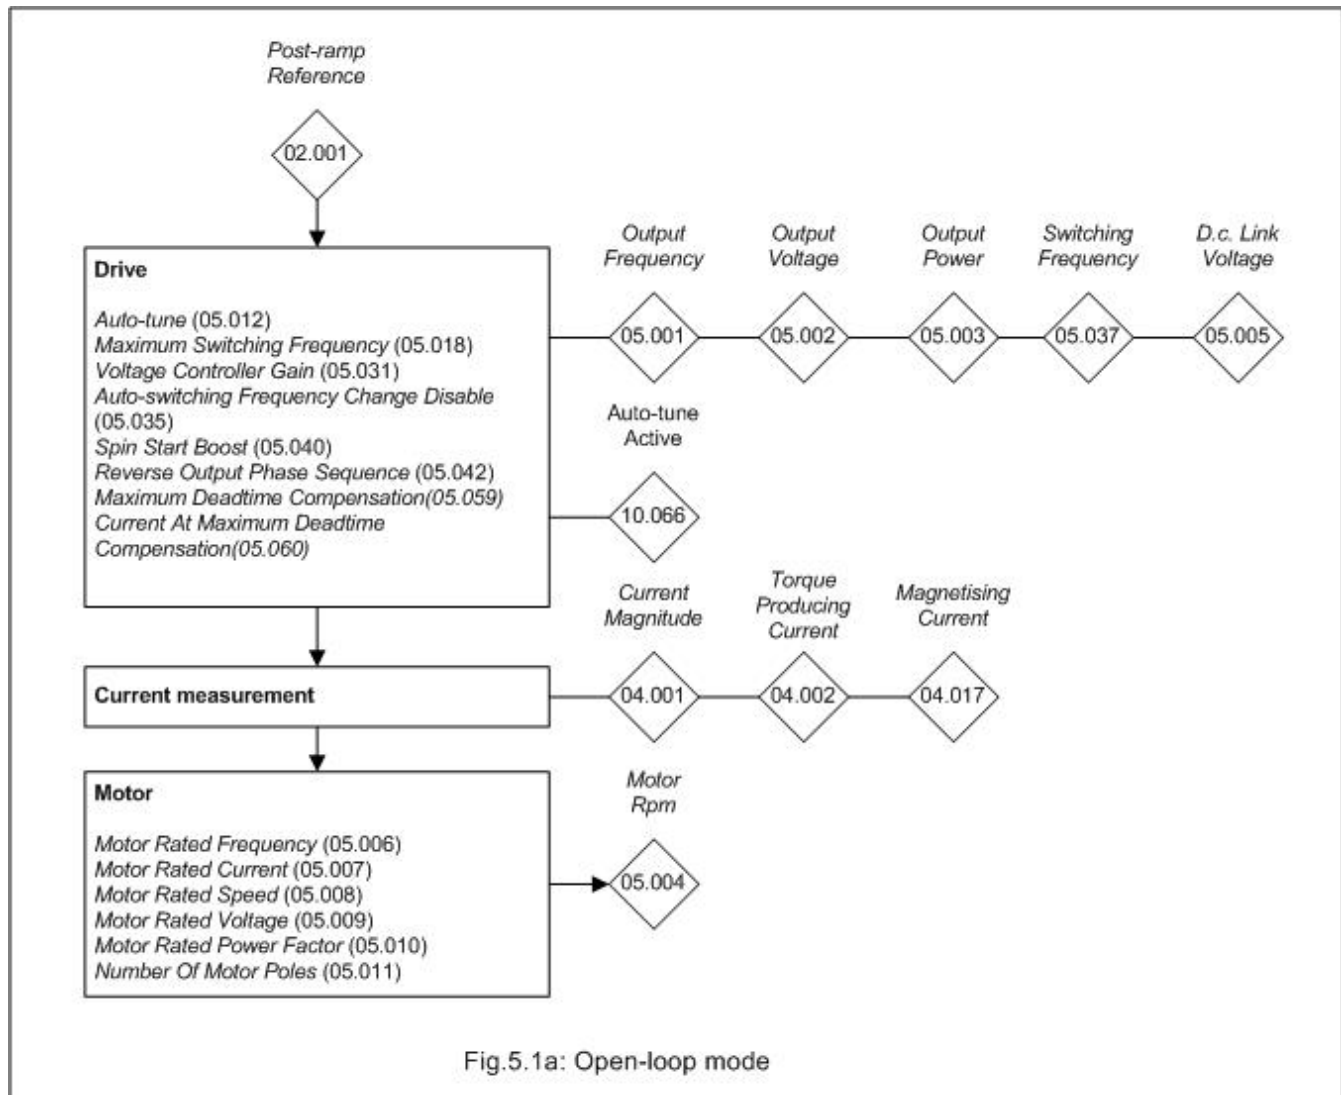 Post-ramp
Reference
02.001
Drive
Auto-tune (05.012)
Maximum Switching Frequency (05.018)
Voltage Controller Gain (05.031)
Auto-switching Frequency Change Disable
(05.035)
Spin Start Boost (05.040)
Reverse Output Phase Sequence (05.042)
Maximum Deadtime Compensation(05.059)
Current At Maximum Deadtime
Compensation(05.060)
Output
Frequency
05.001
Output
Voltage
05.002
Output
Power
05.003
Switching
Frequency
05.037
D.c. Link
Voltage
05.005
Auto-tune
Active
10.066
Current measurement
Current
Magnitude
04.001
Torque
Producing
Current
04.002
Magnetising
Current
04.017
Motor
Motor Rated Frequency (05.006)
Motor Rated Current (05.007)
Motor Rated Speed (05.008)
Motor Rated Voltage (05.009)
Motor Rated Power Factor (05.010)
Number Of Motor Poles (05.011)
Motor
Rpm
05.004
Fig.5.1a: Open-loop mode